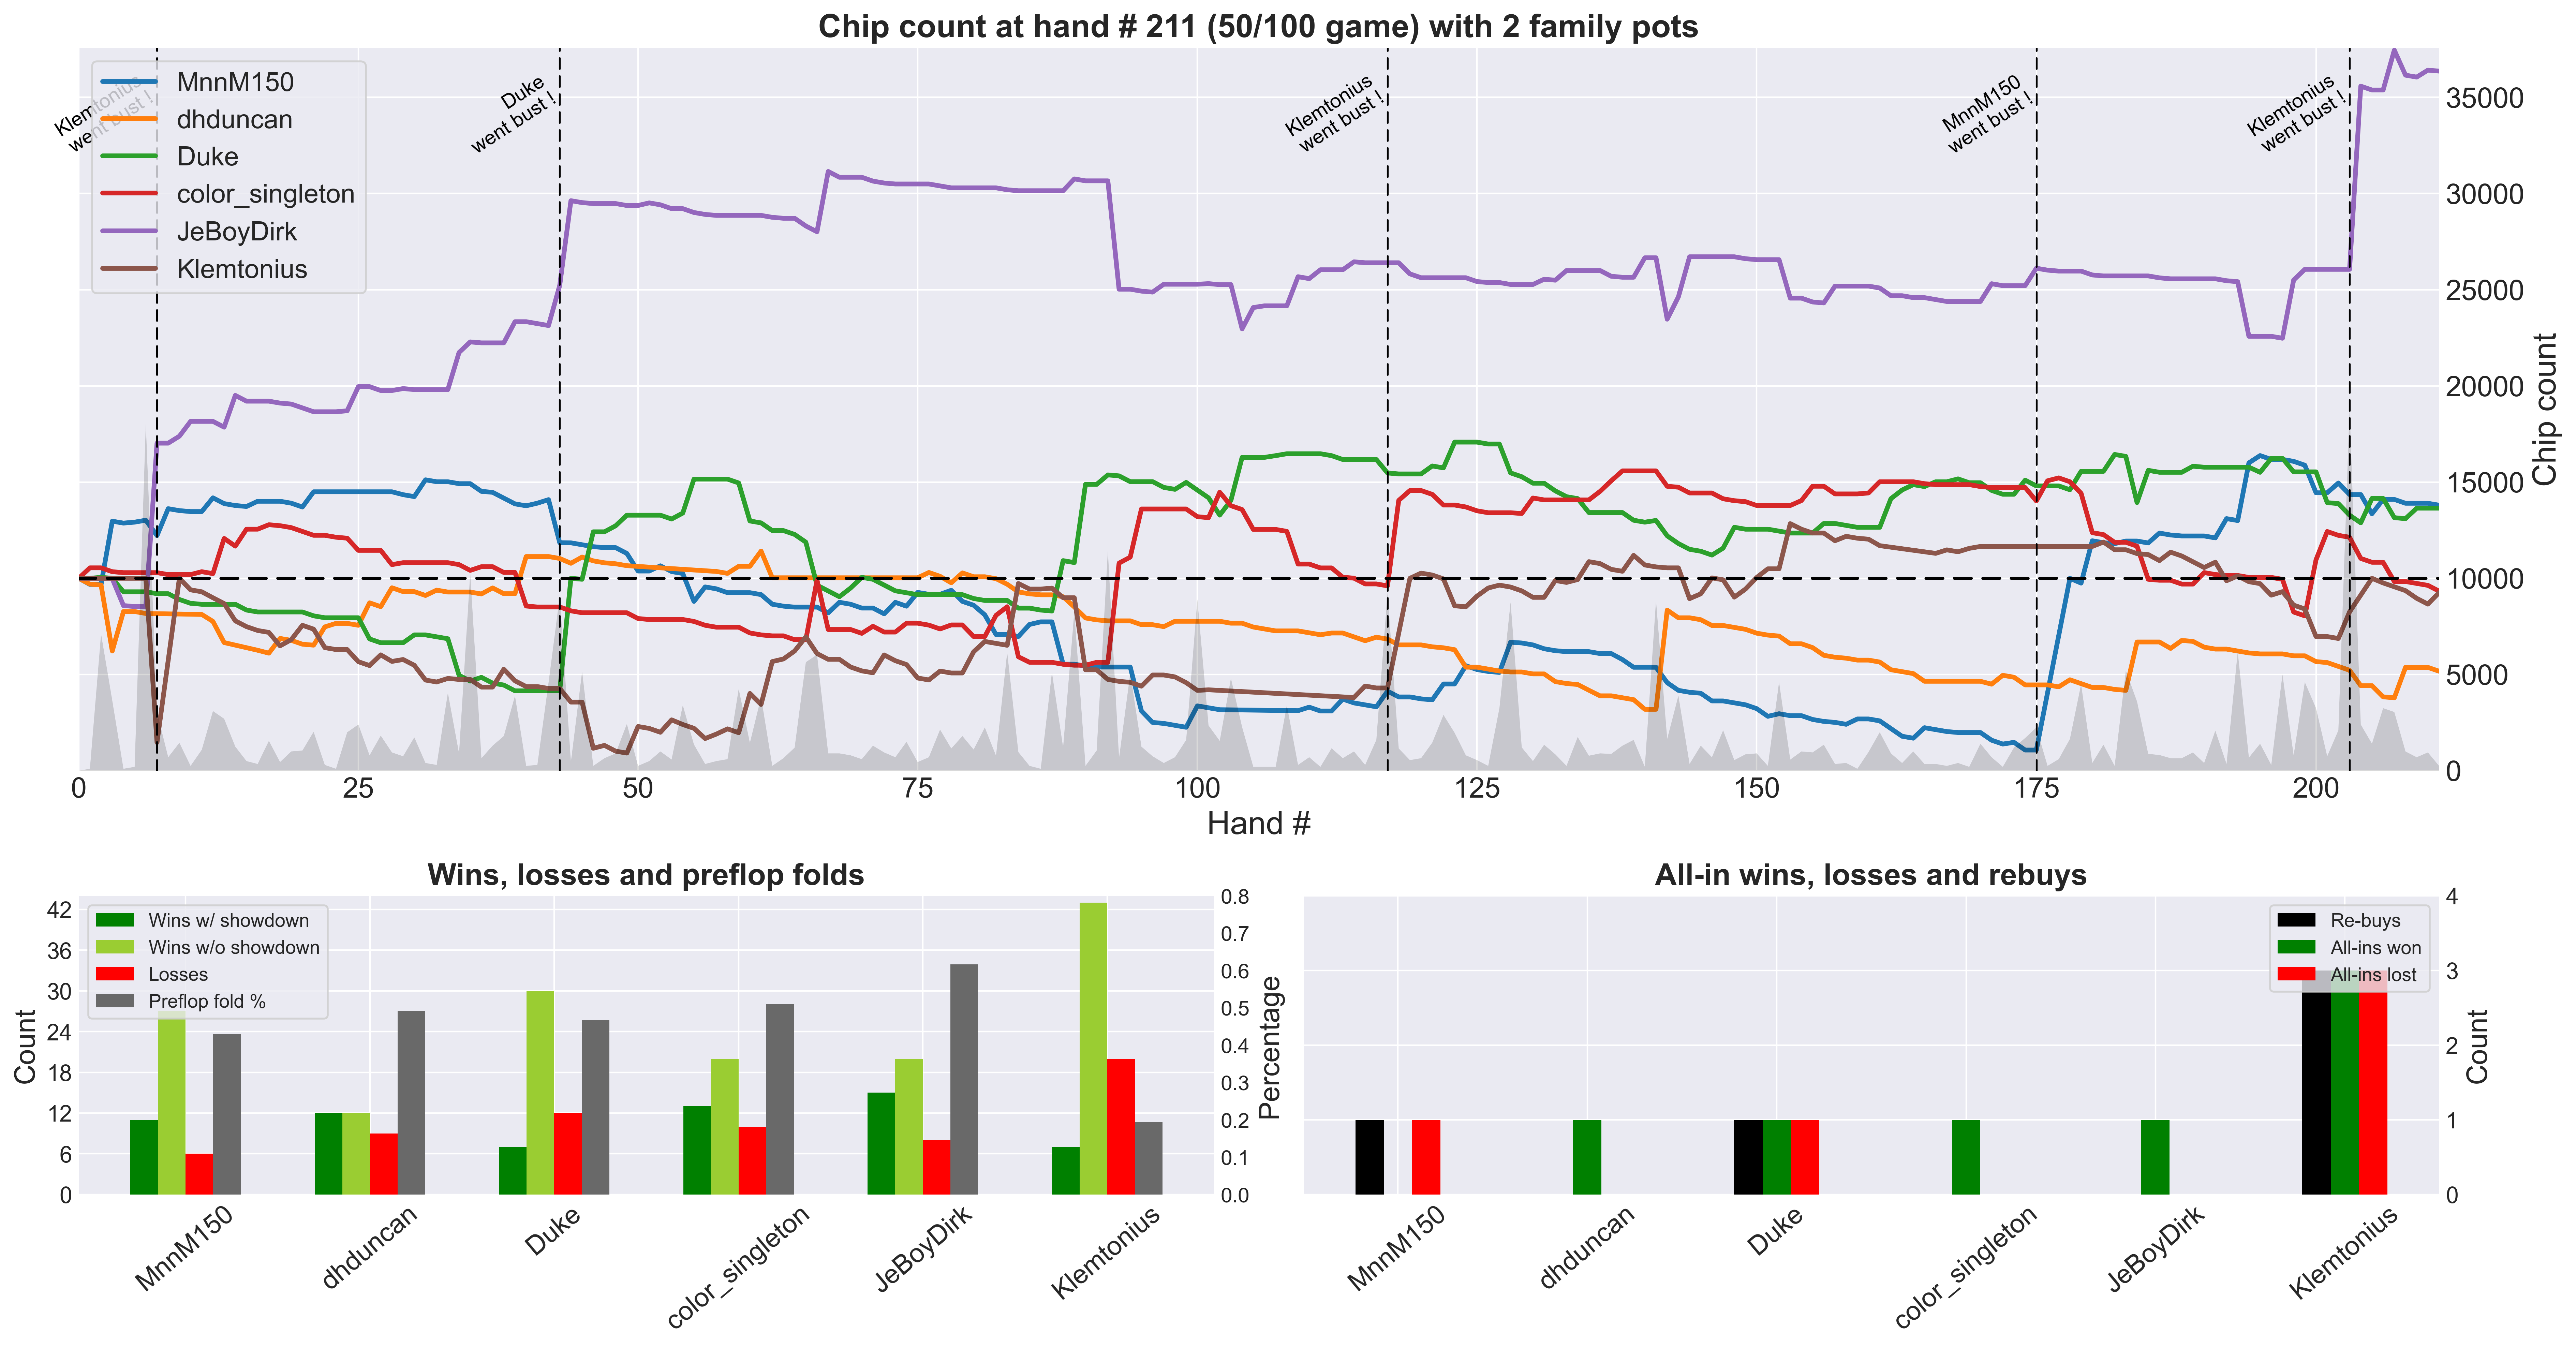 Chip count at hand # 211 (50/100 game) with 2 family pots
Klemtonius
went bust !
Duke
went bust !
Klemtonius
went bust !
MnnM150
went bust !
Klemtonius
went bust !
MnnM150
dhduncan
Duke
color_singleton
JeBoyDirk
Klemtonius
35000
30000
25000
20000
15000
10000
5000
0
Chip count
0 25 50 75 100 125 150 175 200
Hand #
Wins, losses and preflop folds
42
36
30
24
18
12
6
0
Count
Wins w/ showdown
Wins w/o showdown
Losses
Preflop fold %
0.8
0.7
0.6
0.5
0.4
0.3
0.2
0.1
0.0
Percentage
MnnM150 dhduncan Duke color_singleton JeBoyDirk Klemtonius
All-in wins, losses and rebuys
Re-buys
All-ins won
All-ins lost
4
3
2
1
0
Count
MnnM150 dhduncan Duke color_singleton JeBoyDirk Klemtonius